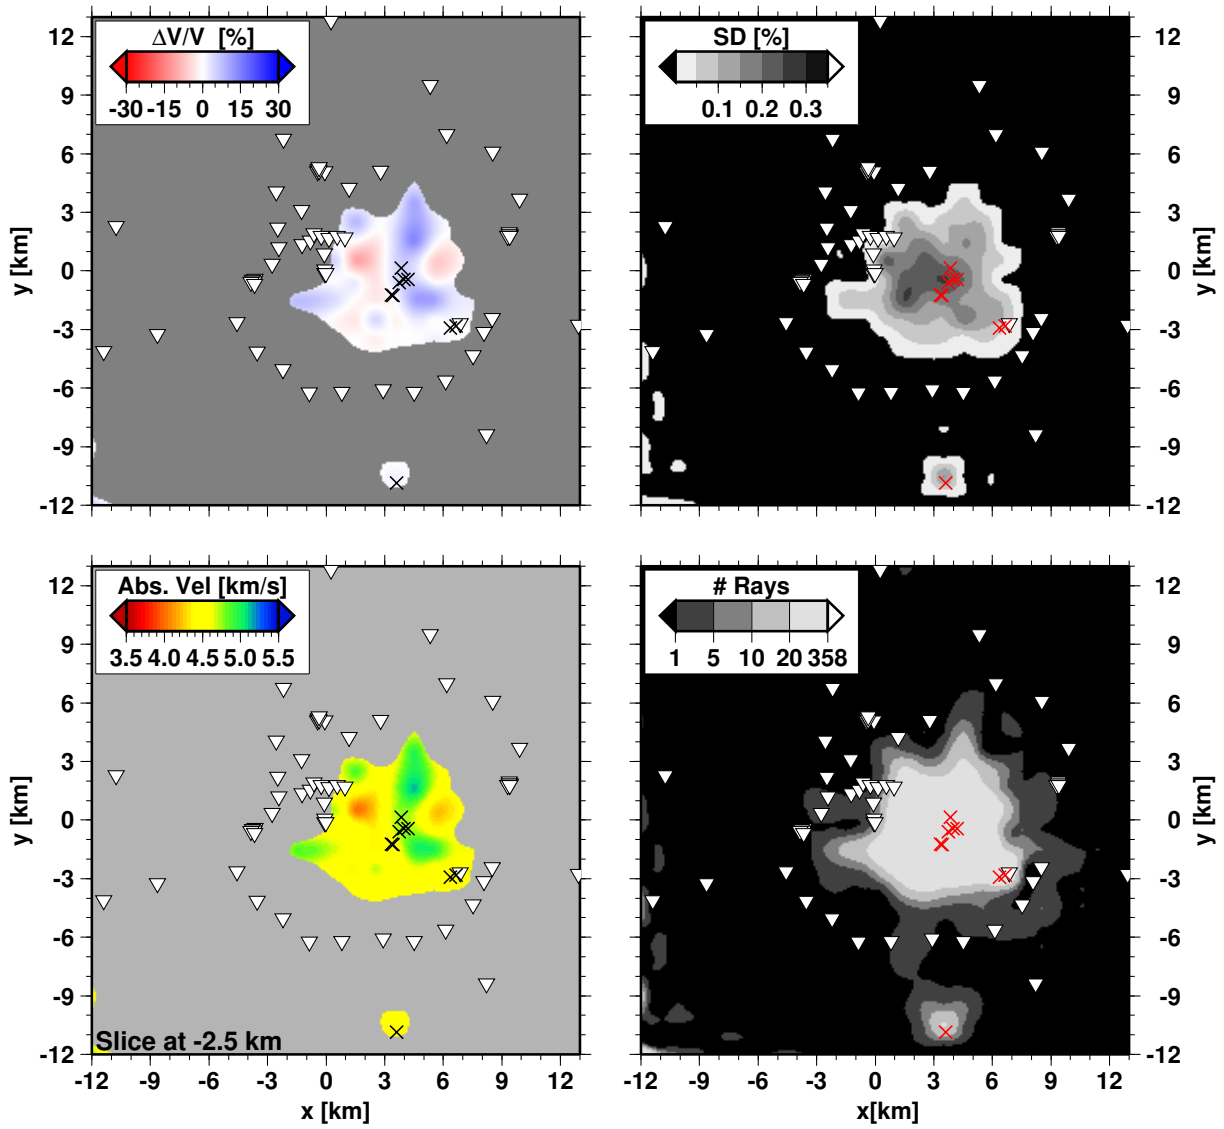 ΔV/V [%]
-30 -15 0 15 30
SD [%]
0.1 0.2 0.3
12
9
6
3
0
-3
-6
-9
-12
y [km]
12
9
6
3
0
-3
-6
-9
-12
y [km]
Abs. Vel [km/s]
3.5 4.0 4.5 5.0 5.5
# Rays
1 5 10 20 358
12
9
6
3
0
-3
-6
-9
-12
y [km]
12
9
6
3
0
-3
-6
-9
-12
y [km]
Slice at -2.5 km
-12 -9 -6 -3 0 3 6 9 12
x [km]
-12 -9 -6 -3 0 3 6 9 12
x[km]